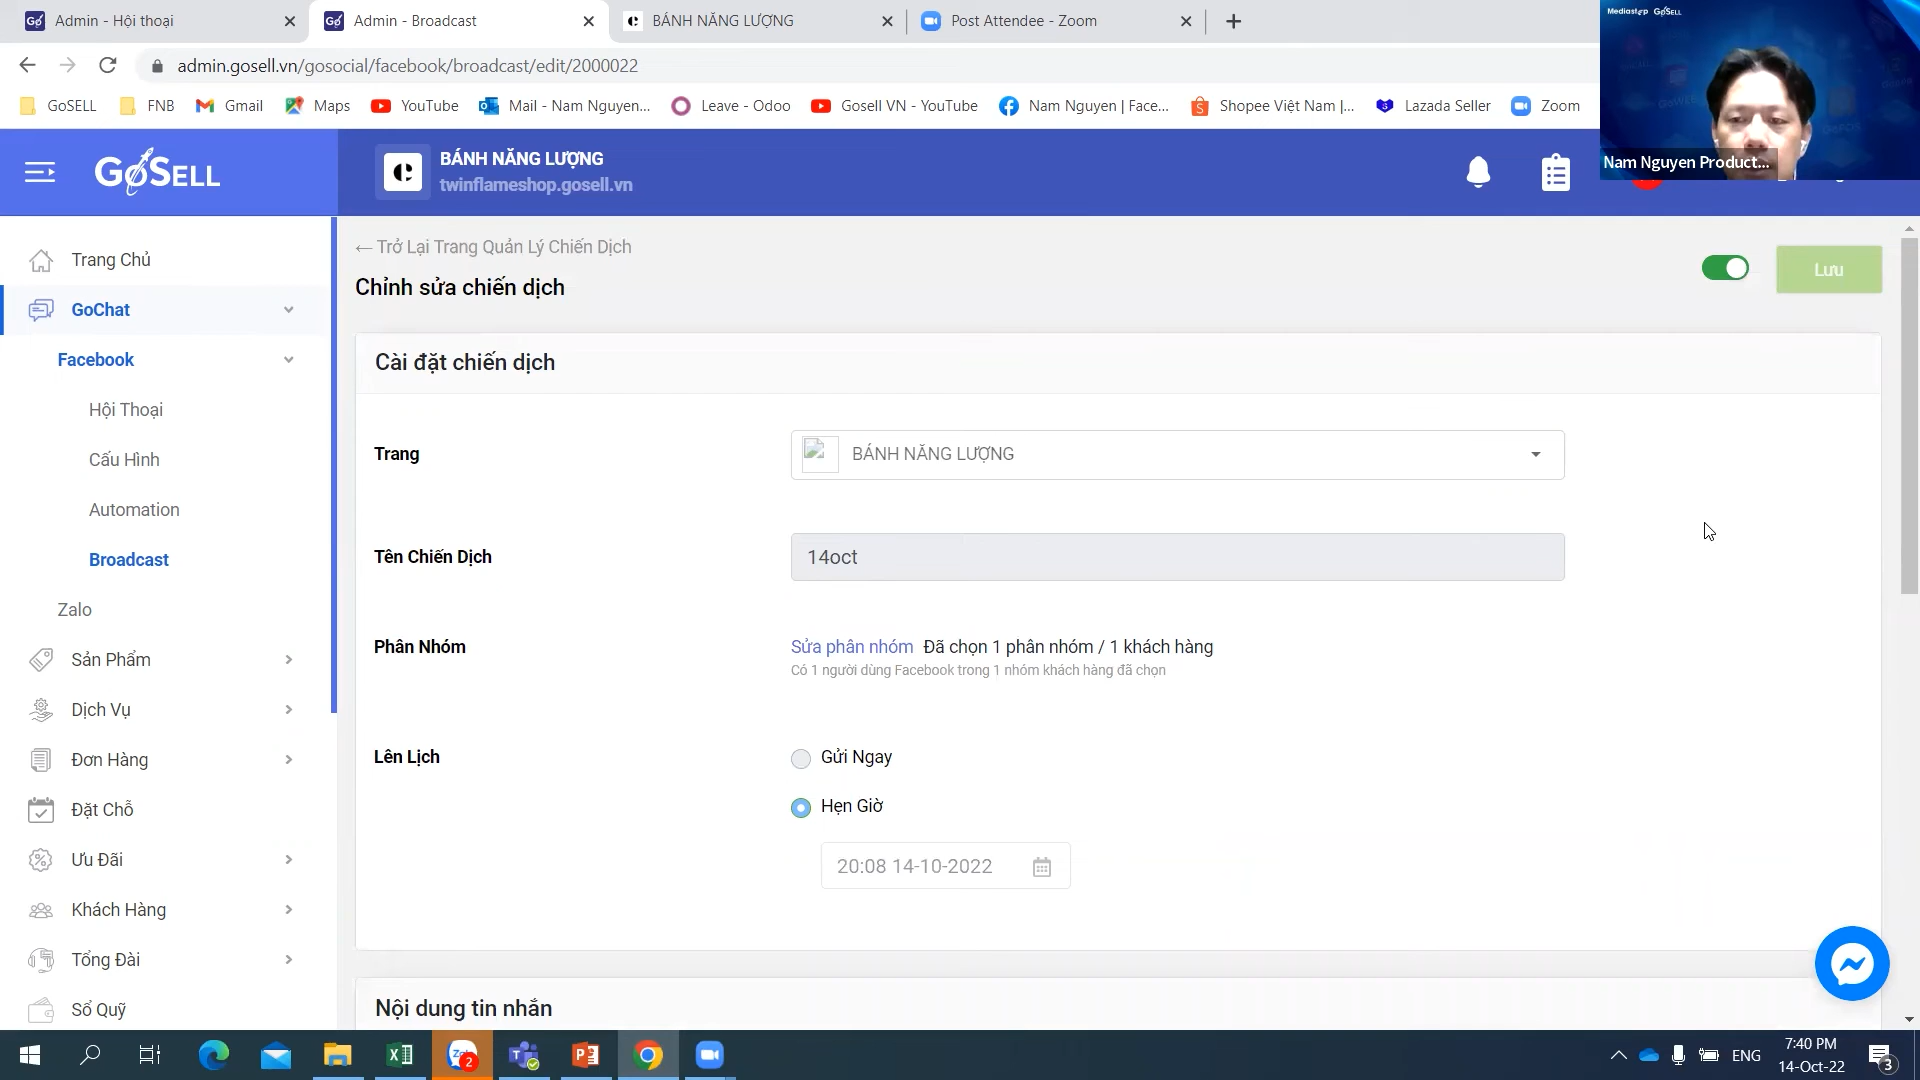 Admin - Hội thoại
Admin - Broadcast
BÁNH NĂNG LƯỢNG
Post Attendee - Zoom
admin.gosell.vn/gosocial/facebook/broadcast/edit/2000022
GoSELL
FNB
Gmail
Maps
YouTube
Mail - Nam Nguyen...
Leave - Odoo
Gosell VN - YouTube
Nam Nguyen | Face...
Shopee Việt Nam |...
Lazada Seller
Zoom
Mediastep GoSELL
Nam Nguyen Product...
GoSELL
BÁNH NĂNG LƯỢNG
twinflameshop.gosell.vn
Trang Chủ
GoChat
Facebook
Hội Thoại
Cấu Hình
Automation
Broadcast
Zalo
Sản Phẩm
Dịch Vụ
Đơn Hàng
Đặt Chỗ
Ưu Đãi
Khách Hàng
Tổng Đài
Sổ Quỹ
← Trở Lại Trang Quản Lý Chiến Dịch
Chỉnh sửa chiến dịch
Lưu
Cài đặt chiến dịch
Trang
BÁNH NĂNG LƯỢNG
Tên Chiến Dịch
14oct
Phân Nhóm
Sửa phân nhóm Đã chọn 1 phân nhóm / 1 khách hàng
Có 1 người dùng Facebook trong 1 nhóm khách hàng đã chọn
Lên Lịch
Gửi Ngay
Hẹn Giờ
20:08 14-10-2022
Nội dung tin nhắn
2
ENG
7:40 PM
14-Oct-22
3